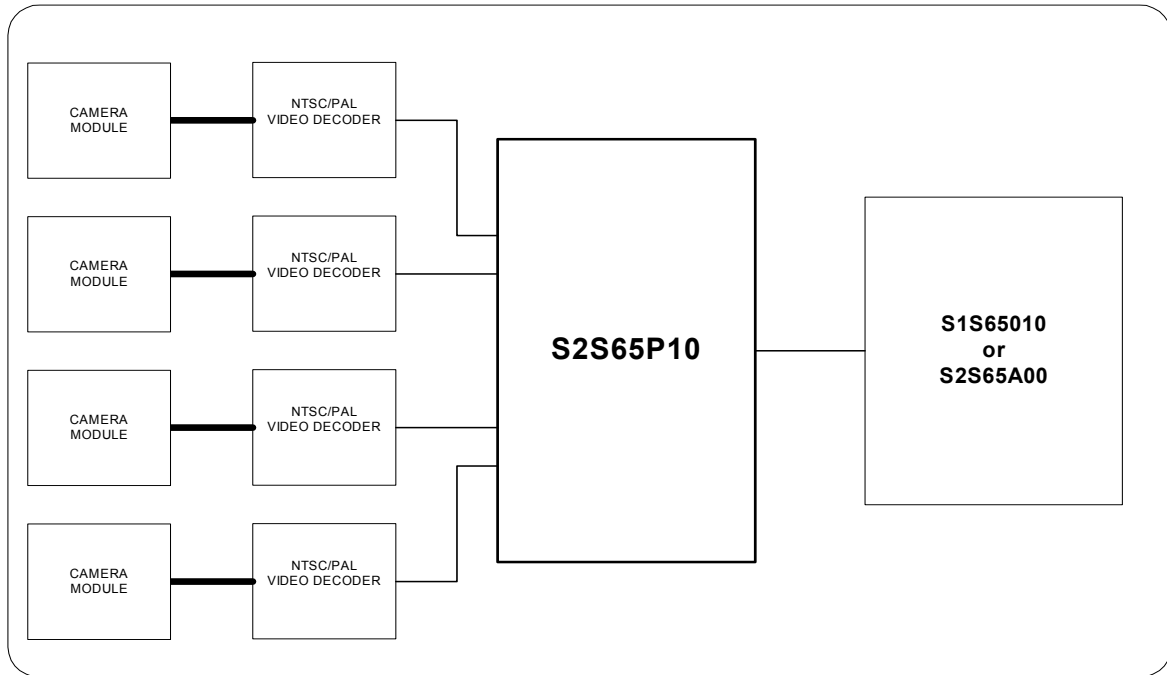 CAMERA
MODULE
NTSC/PAL
VIDEO DECODER
CAMERA
MODULE
NTSC/PAL
VIDEO DECODER
CAMERA
MODULE
NTSC/PAL
VIDEO DECODER
CAMERA
MODULE
NTSC/PAL
VIDEO DECODER
S2S65P10
S1S65010
or
S2S65A00